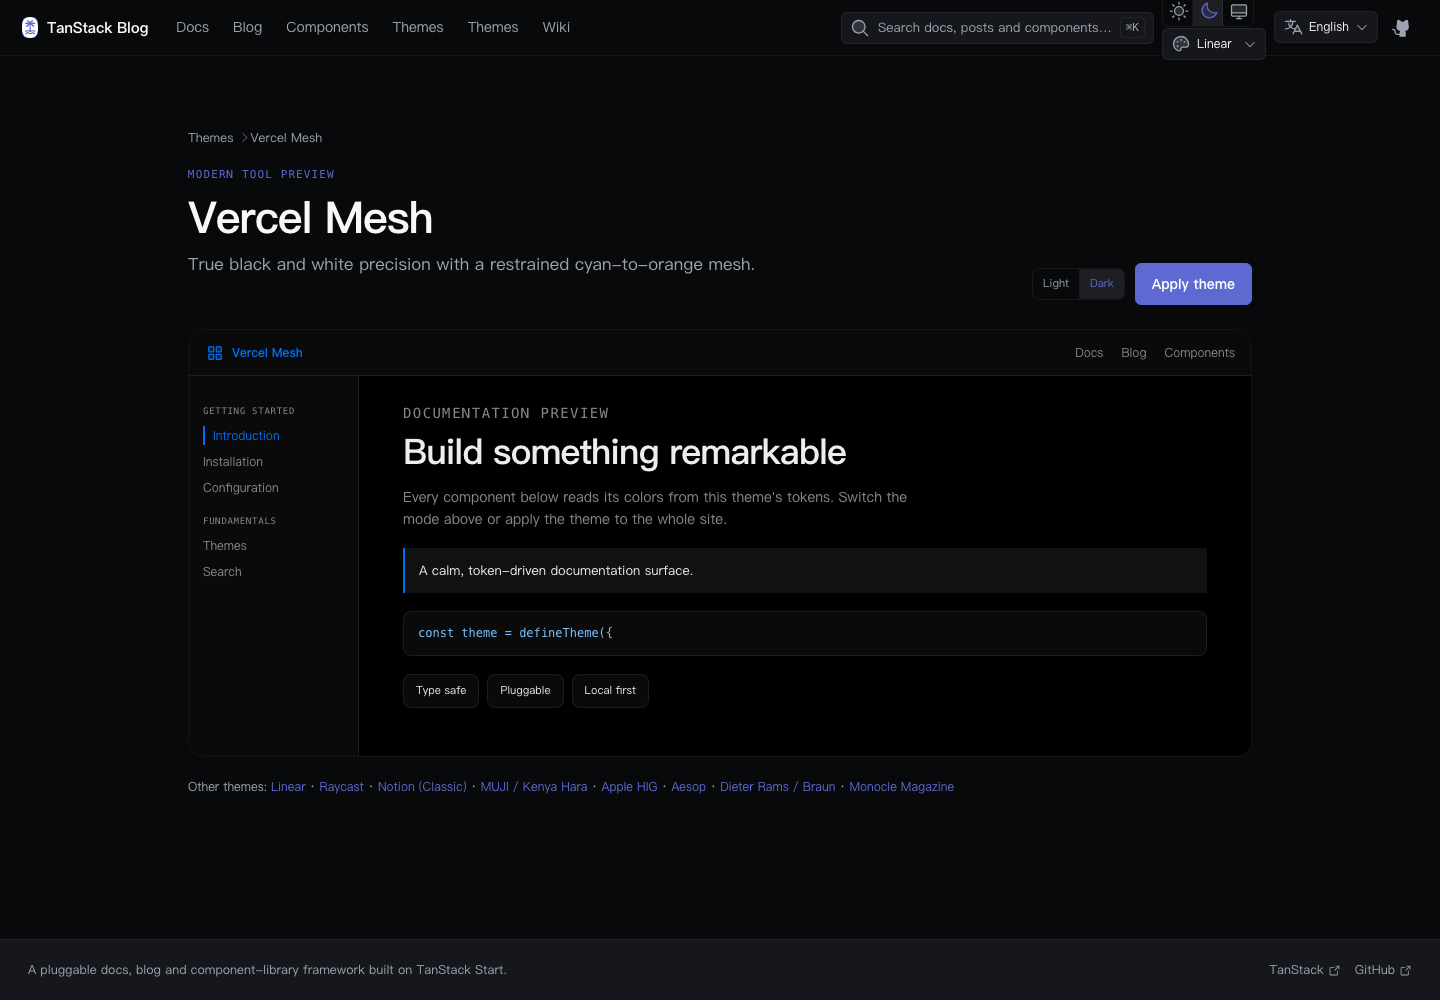 TanStack Blog
Docs
Blog
Components
Themes
Themes
Wiki
Search docs, posts and components...
⌘K
Linear
English
Themes
Vercel Mesh
MODERN TOOL PREVIEW
Vercel Mesh
True black and white precision with a restrained cyan-to-orange mesh.
Light
Dark
Apply theme
Vercel Mesh
Docs
Blog
Components
GETTING STARTED
Introduction
Installation
Configuration
FUNDAMENTALS
Themes
Search
DOCUMENTATION PREVIEW
Build something remarkable
Every component below reads its colors from this theme's tokens. Switch the
mode above or apply the theme to the whole site.
A calm, token-driven documentation surface.
const theme = defineTheme({
Type safe
Pluggable
Local first
Other themes: Linear · Raycast · Notion (Classic) · MUJI / Kenya Hara · Apple HIG · Aesop · Dieter Rams / Braun · Monocle Magazine
A pluggable docs, blog and component-library framework built on TanStack Start.
TanStack
GitHub